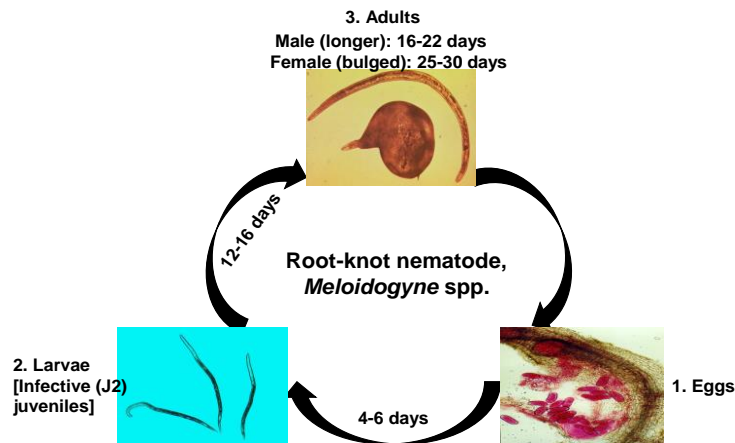 3. Adults
Male (longer): 16-22 days
Female (bulged): 25-30 days
12-16 days
Root-knot nematode,
Meloidogyne spp.
2. Larvae
[Infective (J2)
juveniles]
1. Eggs
4-6 days